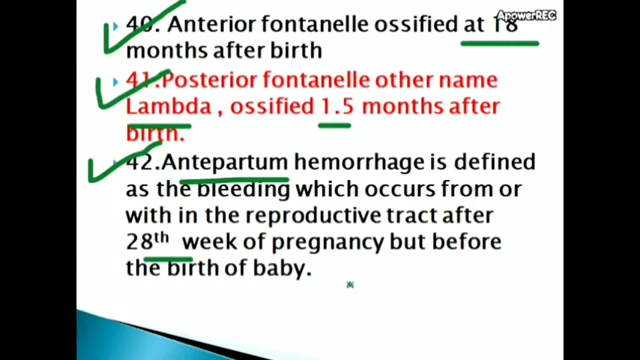 ApowerREC
40. Anterior fontanelle ossified at 18
months after birth
41.Posterior fontanelle other name
Lambda , ossified 1.5 months after
birth.
42.Antepartum hemorrhage is defined
as the bleeding which occurs from or
with in the reproductive tract after
28th week of pregnancy but before
the birth of baby.